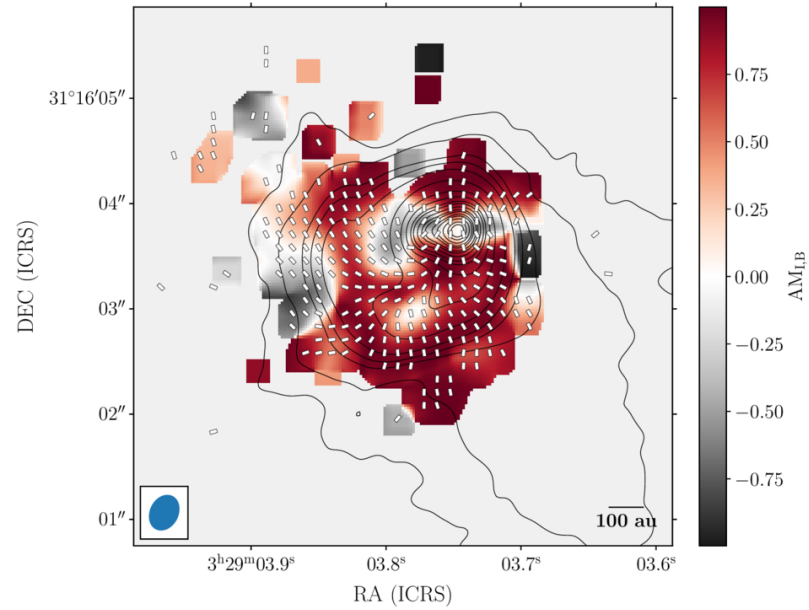 31°16′05″
04″
03″
02″
01″
DEC (ICRS)
3ʰ29ᵐ03.9ˢ
03.8ˢ
03.7ˢ
03.6ˢ
RA (ICRS)
100 au
0.75
0.50
0.25
0.00
−0.25
−0.50
−0.75
AM_{I,B}